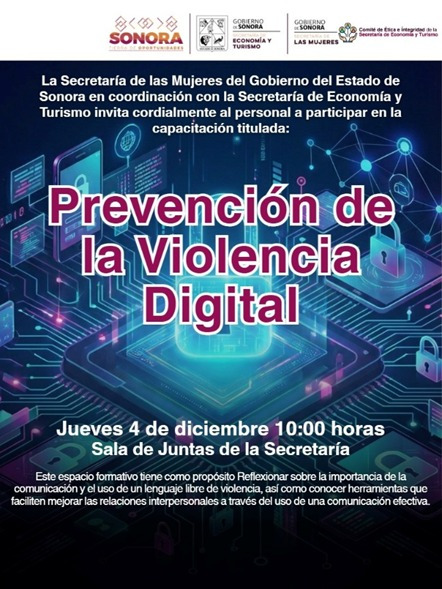 SONORA
TIERRA DE OPORTUNIDADES
GOBIERNO
DE SONORA
SECRETARÍA DE
ECONOMÍA Y
TURISMO
GOBIERNO
DE SONORA
SECRETARÍA DE
LAS MUJERES
Comité de Ética e Integridad de la
Secretaría de Economía y Turismo
La Secretaría de las Mujeres del Gobierno del Estado de
Sonora en coordinación con la Secretaría de Economía y
Turismo invita cordialmente al personal a participar en la
capacitación titulada:
Prevención de
la Violencia
Digital
Jueves 4 de diciembre 10:00 horas
Sala de Juntas de la Secretaría
Este espacio formativo tiene como propósito Reflexionar sobre la importancia de la
comunicación y el uso de un lenguaje libre de violencia, así como conocer herramientas que
faciliten mejorar las relaciones interpersonales a través del uso de una comunicación efectiva.